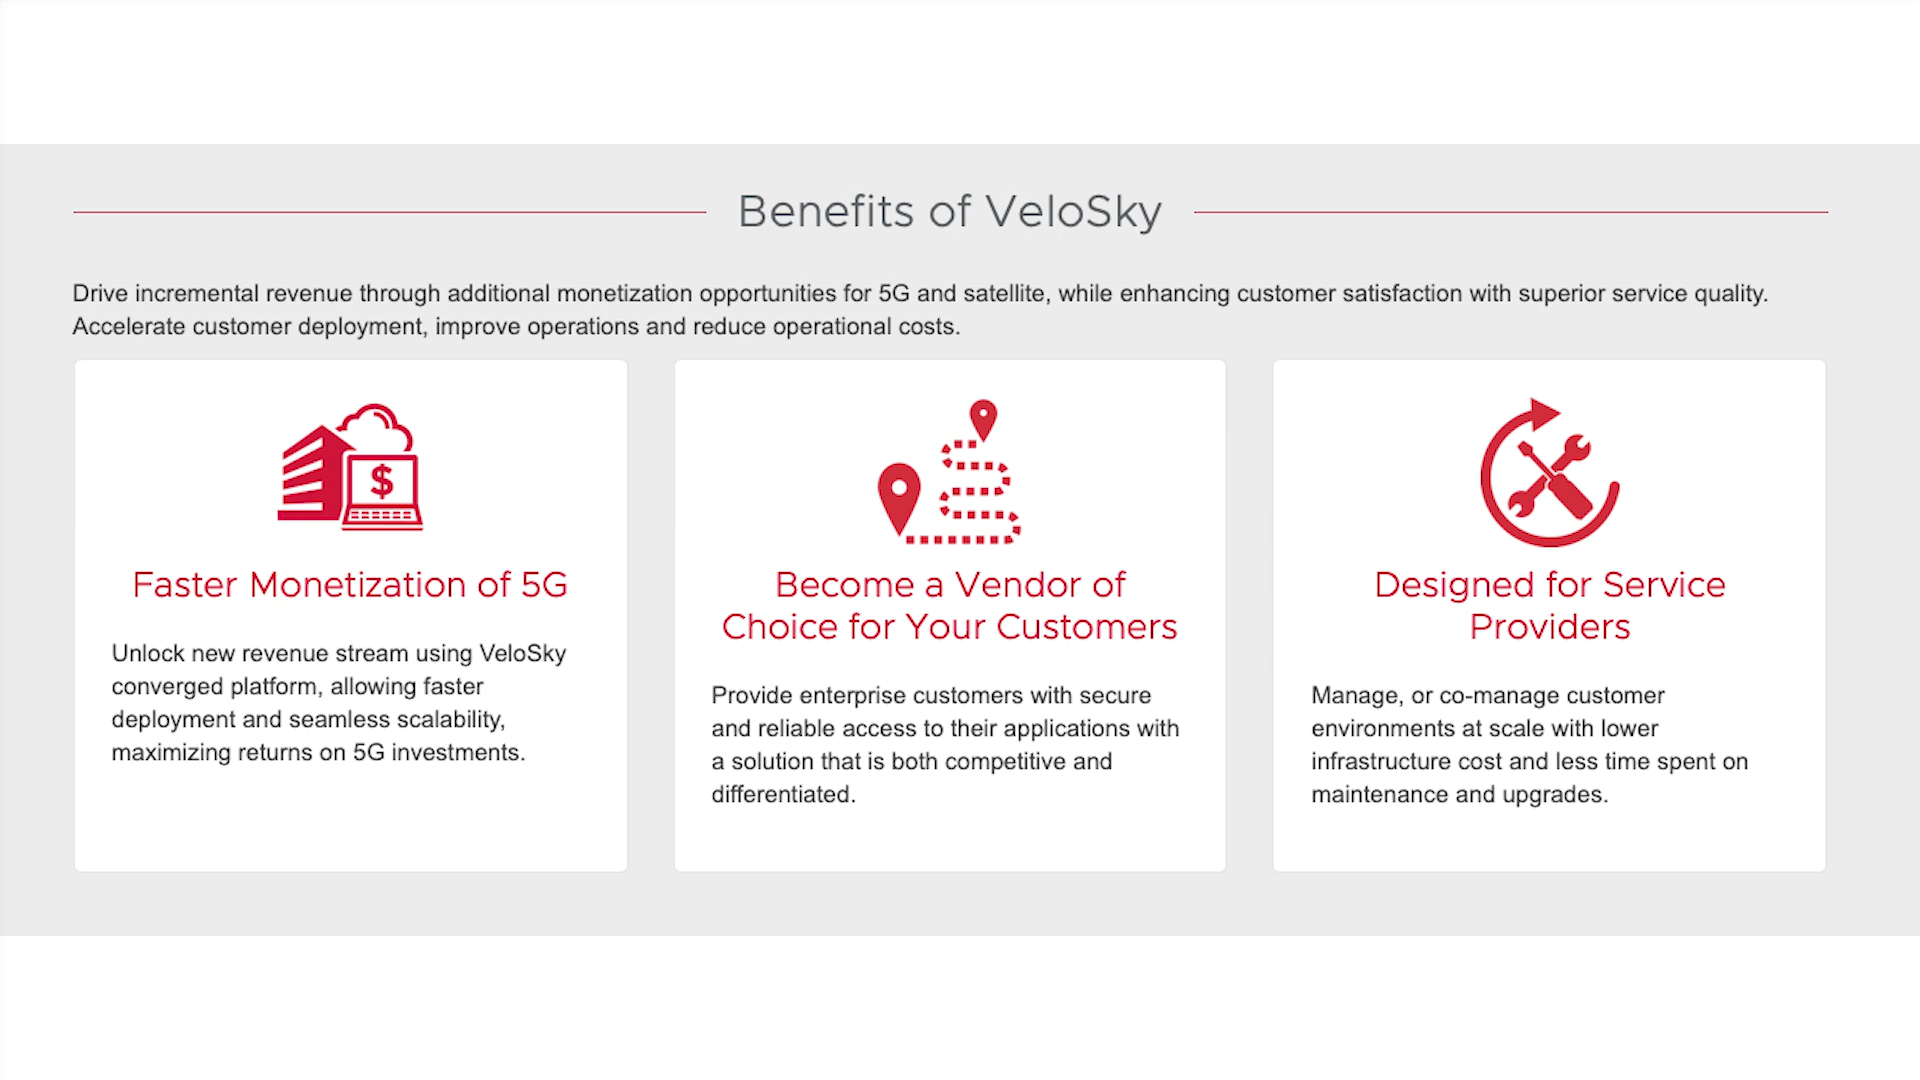 Benefits of VeloSky
Drive incremental revenue through additional monetization opportunities for 5G and satellite, while enhancing customer satisfaction with superior service quality.
Accelerate customer deployment, improve operations and reduce operational costs.
$
Faster Monetization of 5G
Unlock new revenue stream using VeloSky
converged platform, allowing faster
deployment and seamless scalability,
maximizing returns on 5G investments.
Become a Vendor of
Choice for Your Customers
Provide enterprise customers with secure
and reliable access to their applications with
a solution that is both competitive and
differentiated.
Designed for Service
Providers
Manage, or co-manage customer
environments at scale with lower
infrastructure cost and less time spent on
maintenance and upgrades.